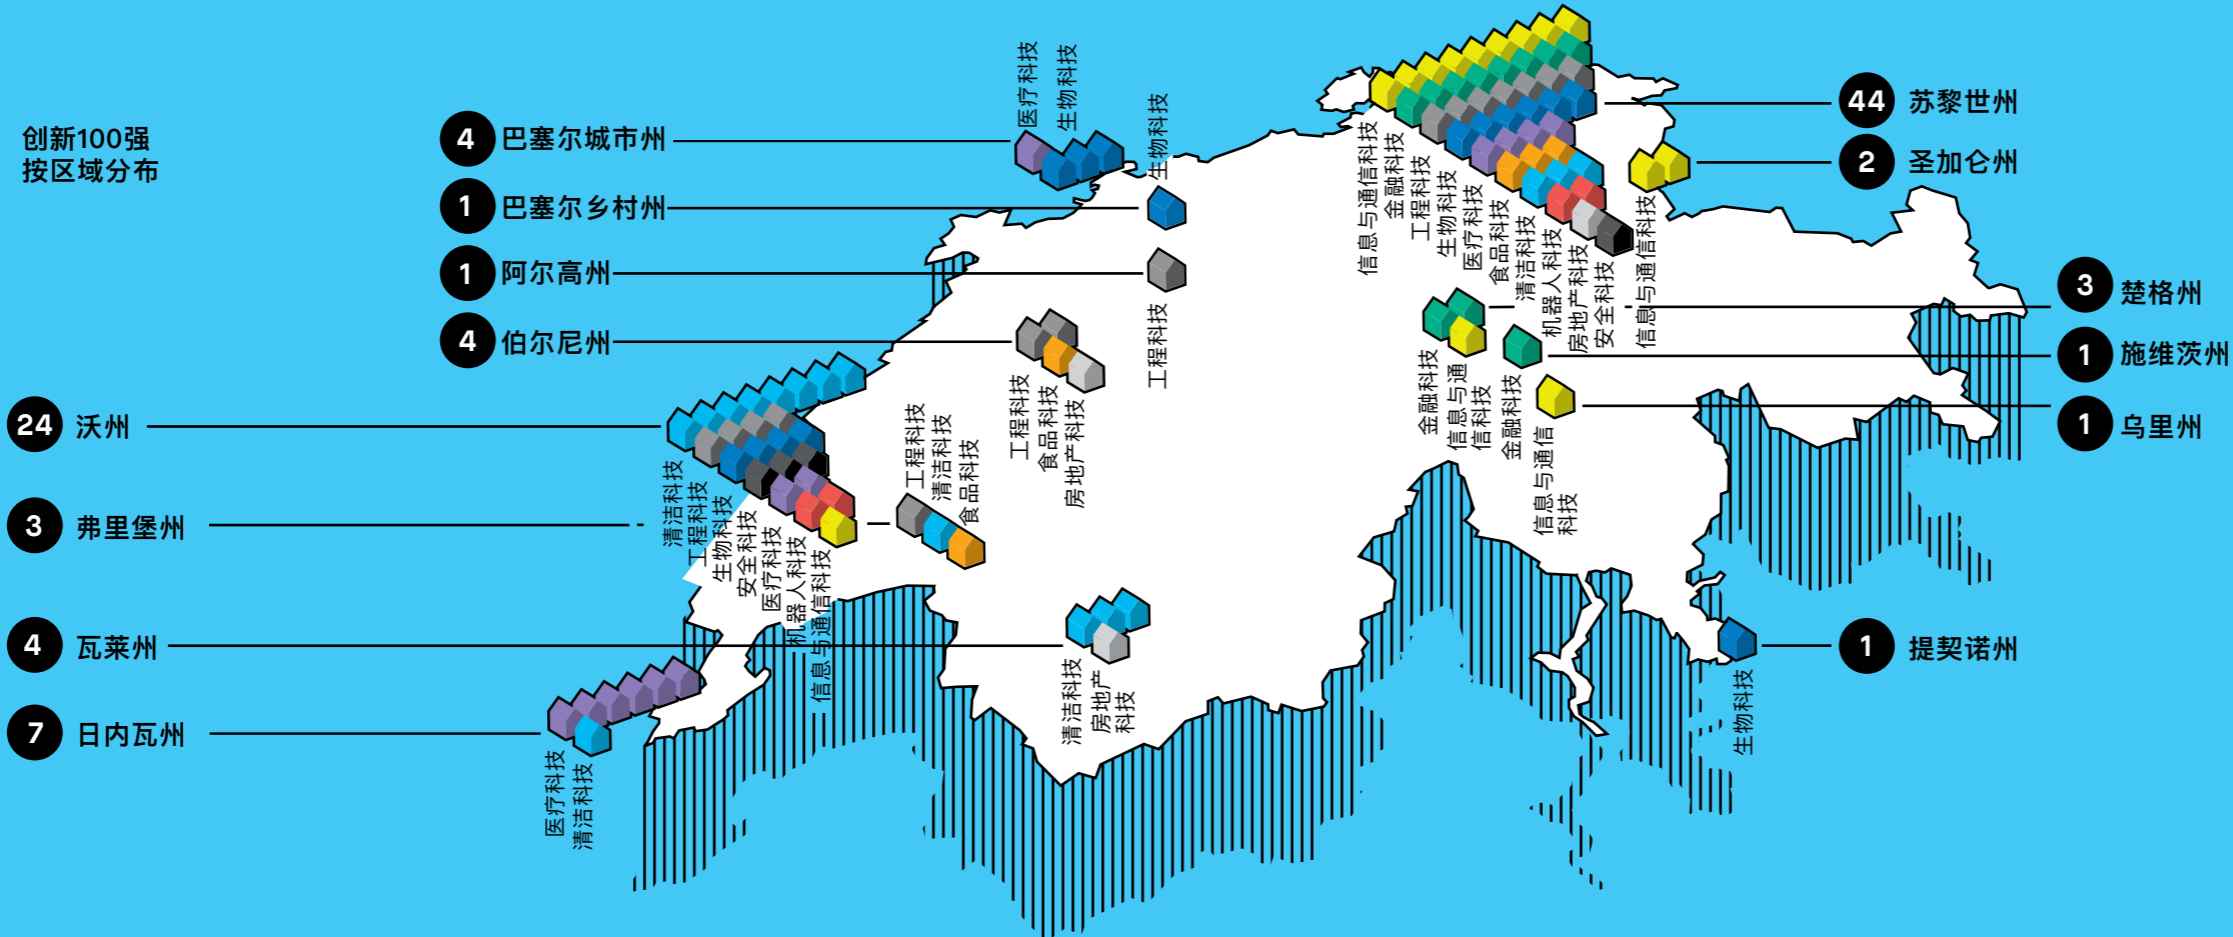 创新100强
按区域分布
4 巴塞尔城市州
1 巴塞尔乡村州
1 阿尔高州
4 伯尔尼州
24 沃州
3 弗里堡州
4 瓦莱州
7 日内瓦州
44 苏黎世州
2 圣加仑州
3 楚格州
1 施维茨州
1 乌里州
1 提契诺州
医疗科技
生物科技
生物科技
工程科技
工程科技
食品科技
房地产科技
清洁科技
工程科技
生物科技
安全科技
医疗科技
机器人科技
信息与通信科技
工程科技
清洁科技
食品科技
清洁科技
房地产
科技
医疗科技
清洁科技
信息与通信科技
金融科技
工程科技
生物科技
医疗科技
食品科技
清洁科技
机器人科技
房地产科技
安全科技
信息与通信科技
金融科技
信息与通
信科技
金融科技
信息与通信
科技
生物科技